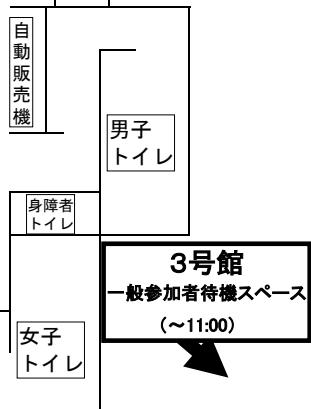 自動販売機
男子
トイレ
身障者
トイレ
3号館
一般参加者待機スペース
(～11:00)
女子
トイレ